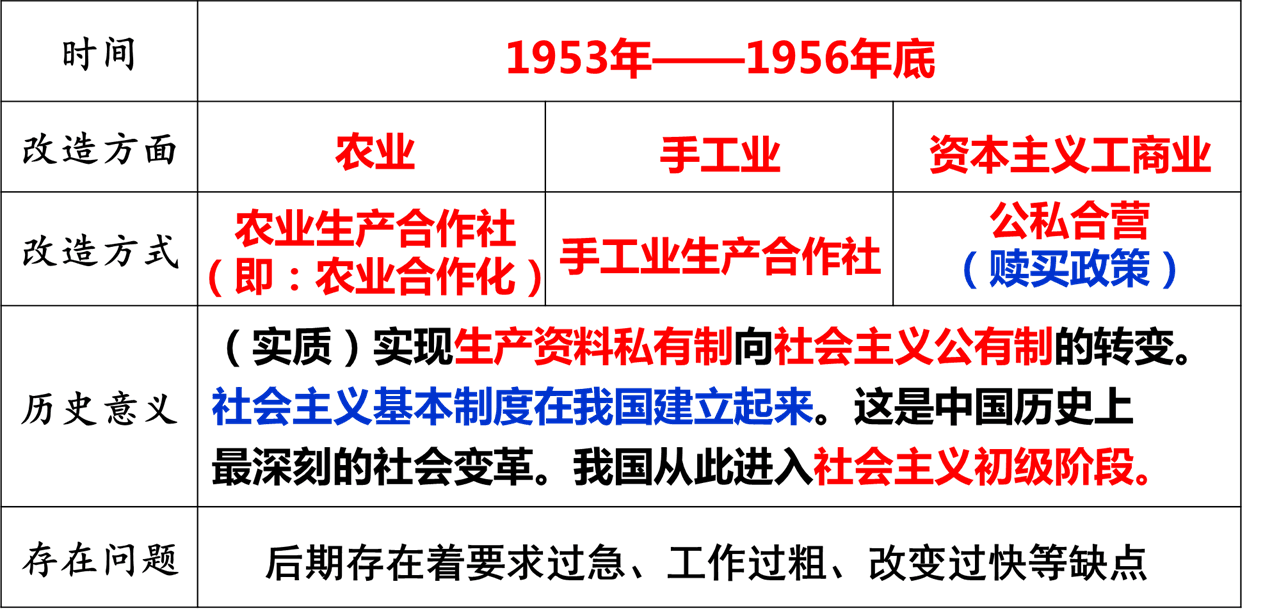 时间
1953年——1956年底
改造方面
农业
手工业
资本主义工商业
改造方式
农业生产合作社
（即：农业合作化）
手工业生产合作社
公私合营
（赎买政策）
历史意义
（实质）实现生产资料私有制向社会主义公有制的转变。
社会主义基本制度在我国建立起来。这是中国历史上
最深刻的社会变革。我国从此进入社会主义初级阶段。
存在问题
后期存在着要求过急、工作过粗、改变过快等缺点